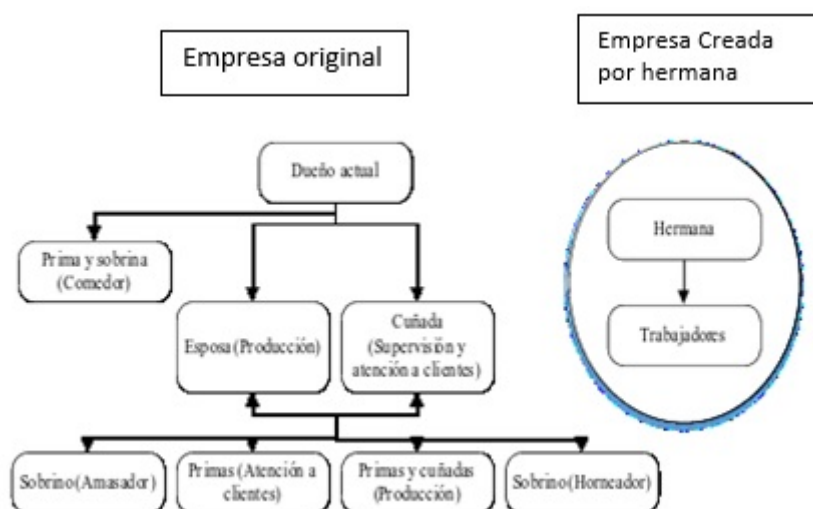 Empresa original
Empresa Creada
por hermana
Dueño actual
Prima y sobrina
(Comedor)
Esposa (Producción)
Cuñada
(Supervisión y
atención a clientes)
Hermana
Trabajadores
Sobrino (Amasador)
Primas (Atención a
clientes)
Primas y cuñadas
(Producción)
Sobrino (Horneador)